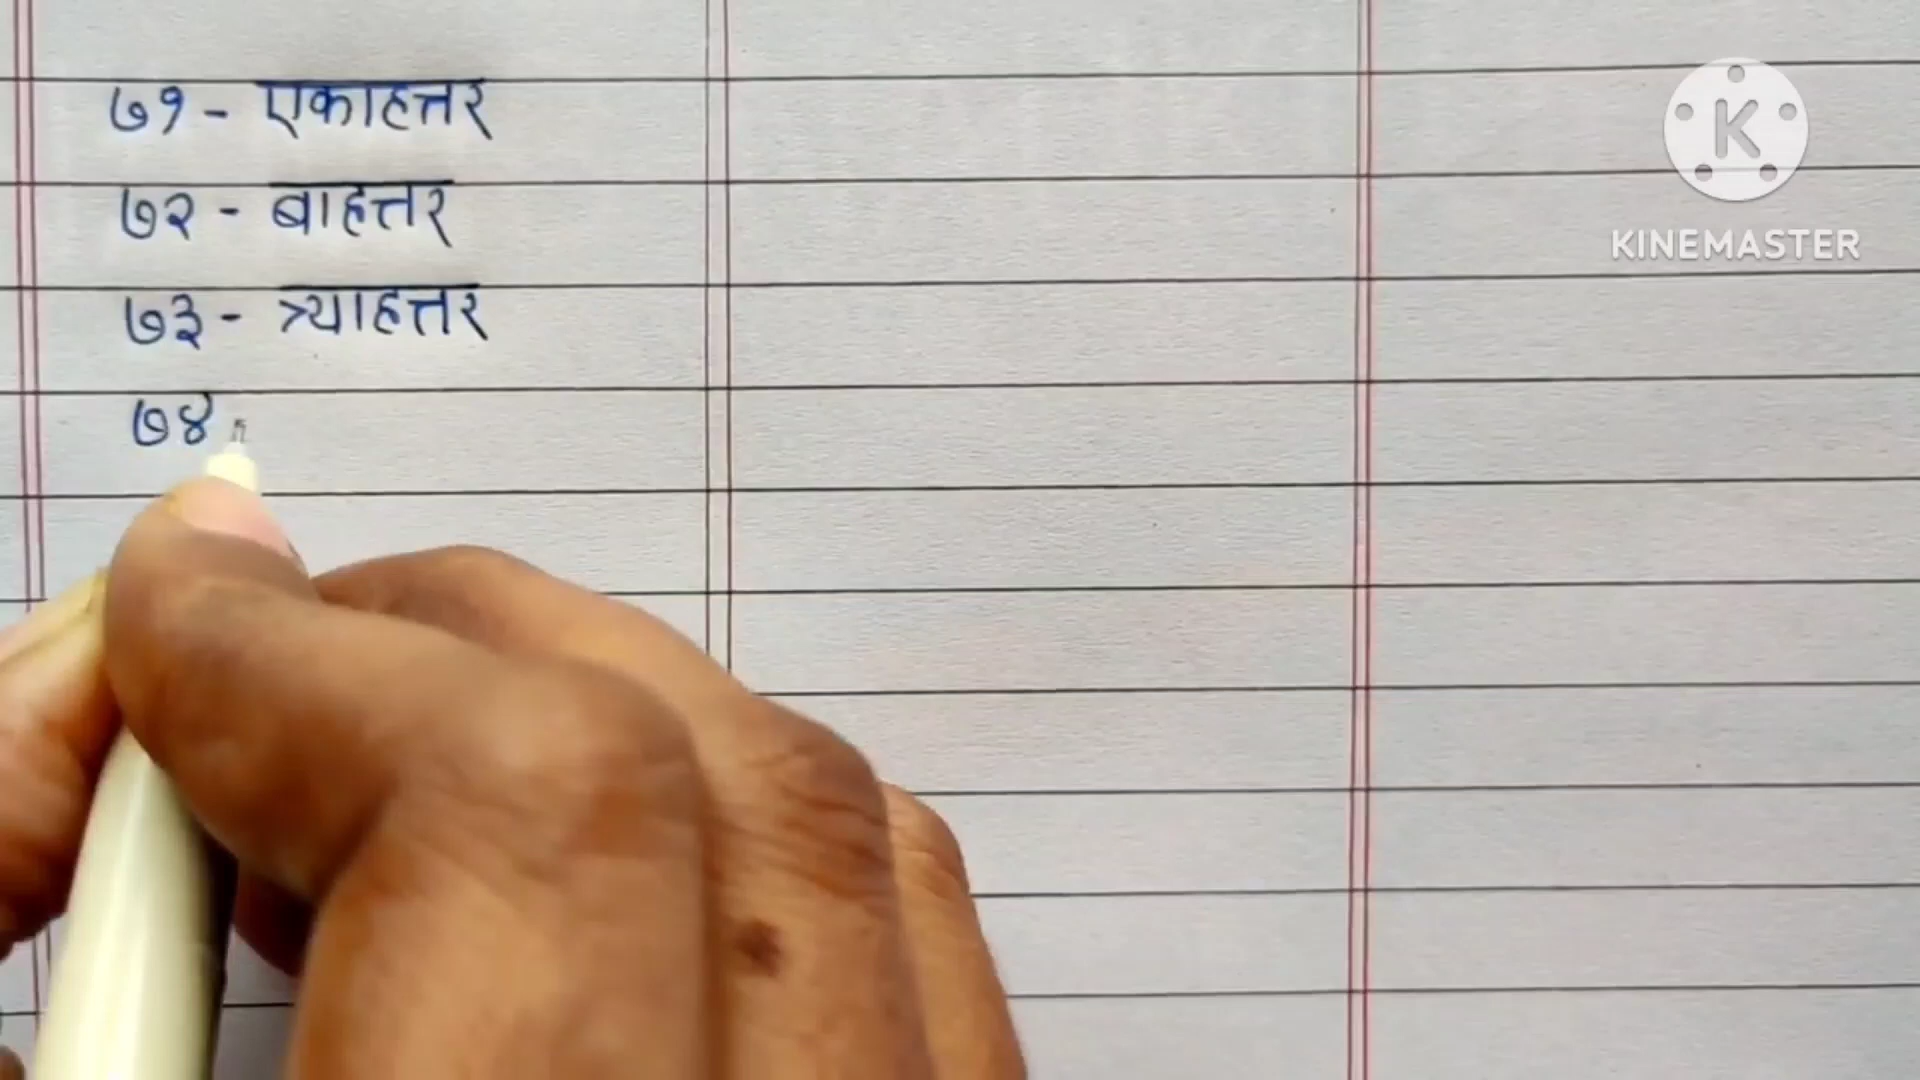 ७१ - एकाहत्तर
७२ - बाहत्तर
७३ - त्र्याहत्तर
७४
K
KINEMASTER